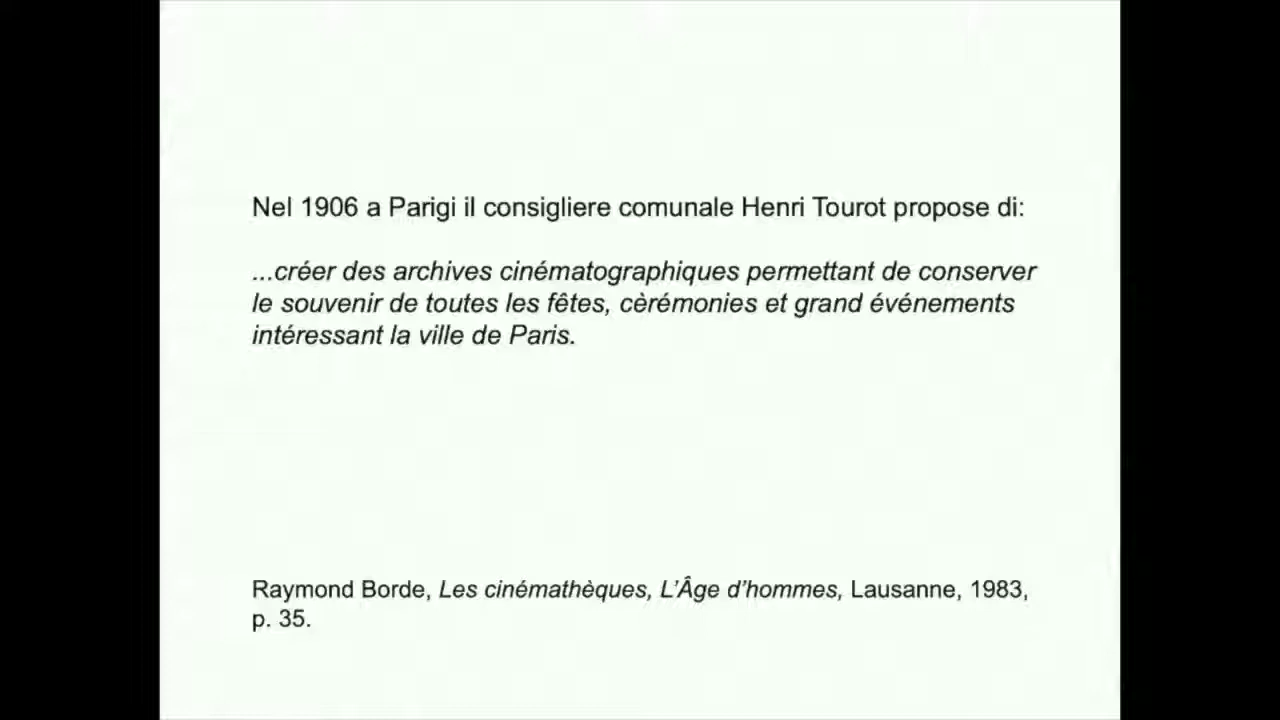 Nel 1906 a Parigi il consigliere comunale Henri Tourot propose di:
...créer des archives cinématographiques permettant de conserver
le souvenir de toutes les fêtes, cèrémonies et grand événements
intéressant la ville de Paris.
Raymond Borde, Les cinémathèques, L’Âge d’hommes, Lausanne, 1983,
p. 35.